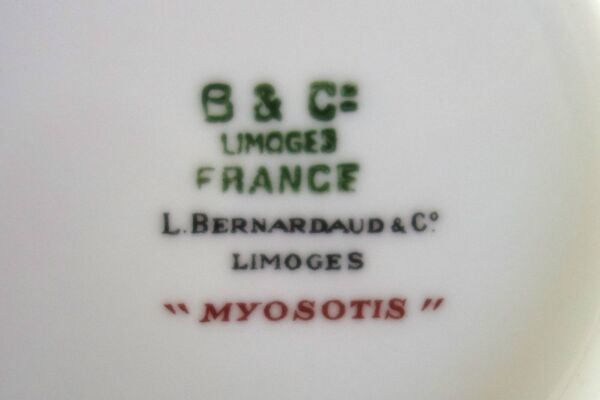 B & Cº
LIMOGES
FRANCE
L. BERNARDAUD & Cº
LIMOGES
" MYOSOTIS "